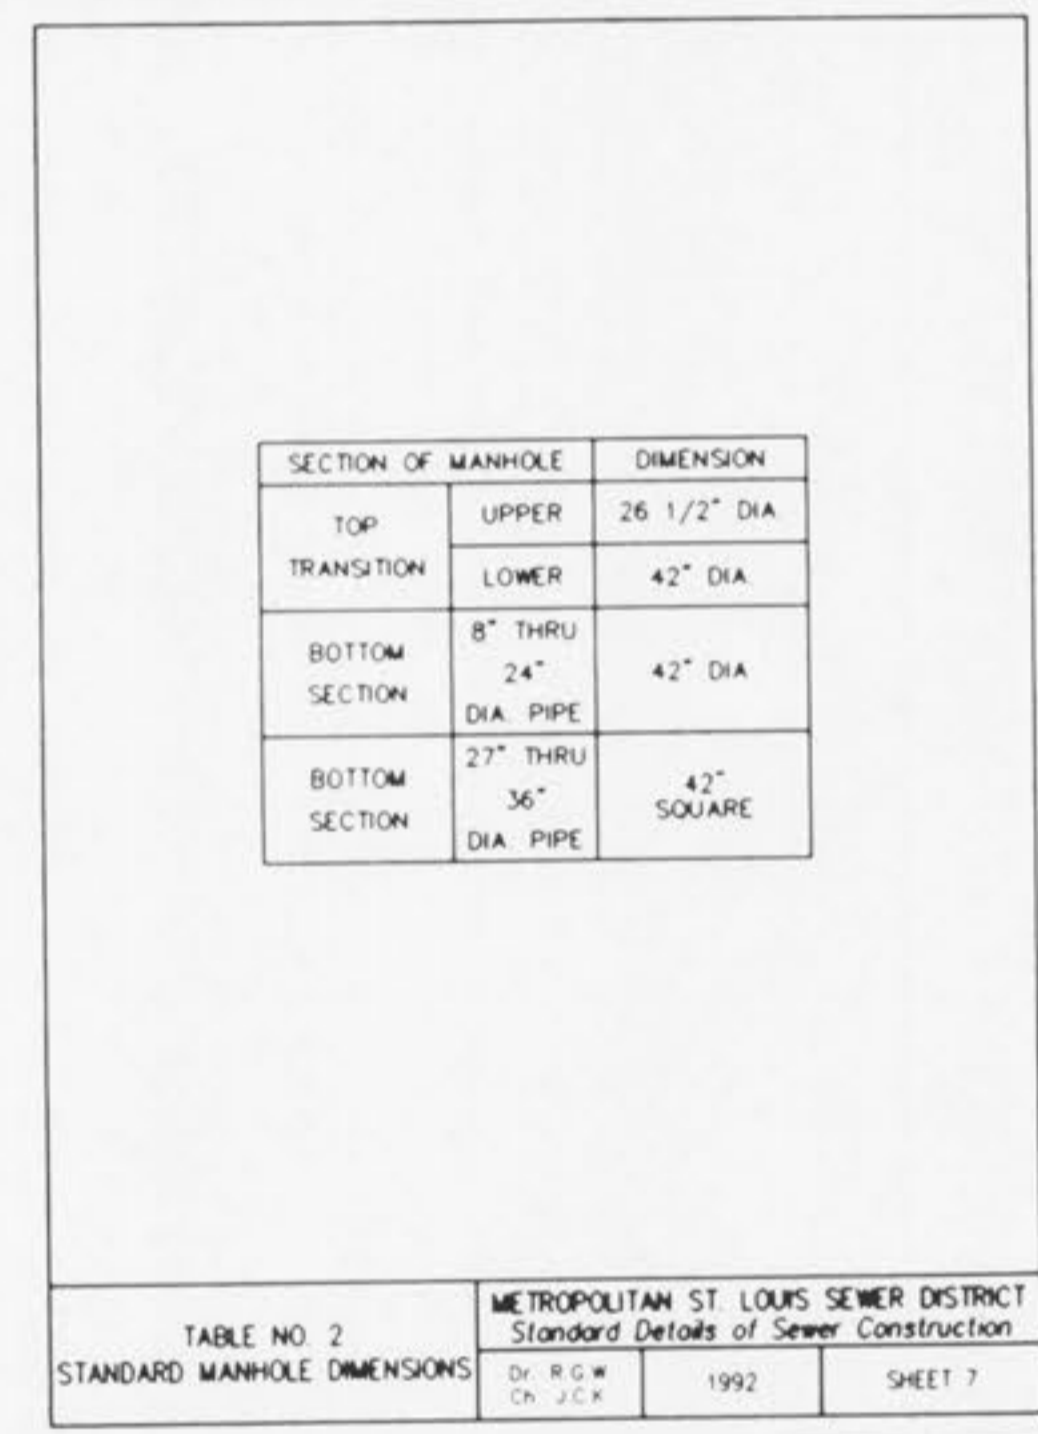 SECTION OF MANHOLE DIMENSION
TOP TRANSITION
UPPER 26 1/2" DIA.
LOWER 42" DIA.
BOTTOM SECTION
8" THRU
24"
DIA. PIPE
42" DIA
BOTTOM SECTION
27" THRU
36"
DIA. PIPE
42"
SQUARE
TABLE NO. 2
STANDARD MANHOLE DIMENSIONS
METROPOLITAN ST. LOUIS SEWER DISTRICT
Standard Details of Sewer Construction
Dr. R.G.W
Ch. J.C.K
1992
SHEET 7